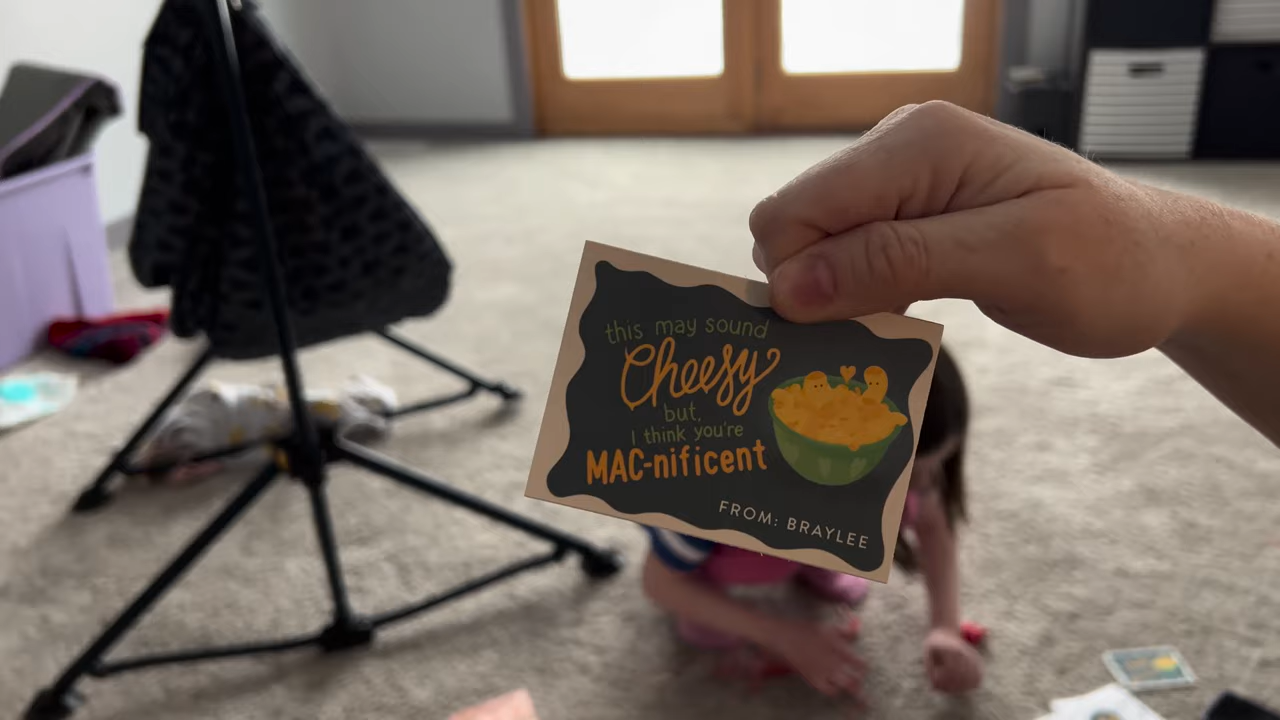 this may sound
Cheesy
but,
I think you're
MAC-nificent
FROM: BRAYLEE